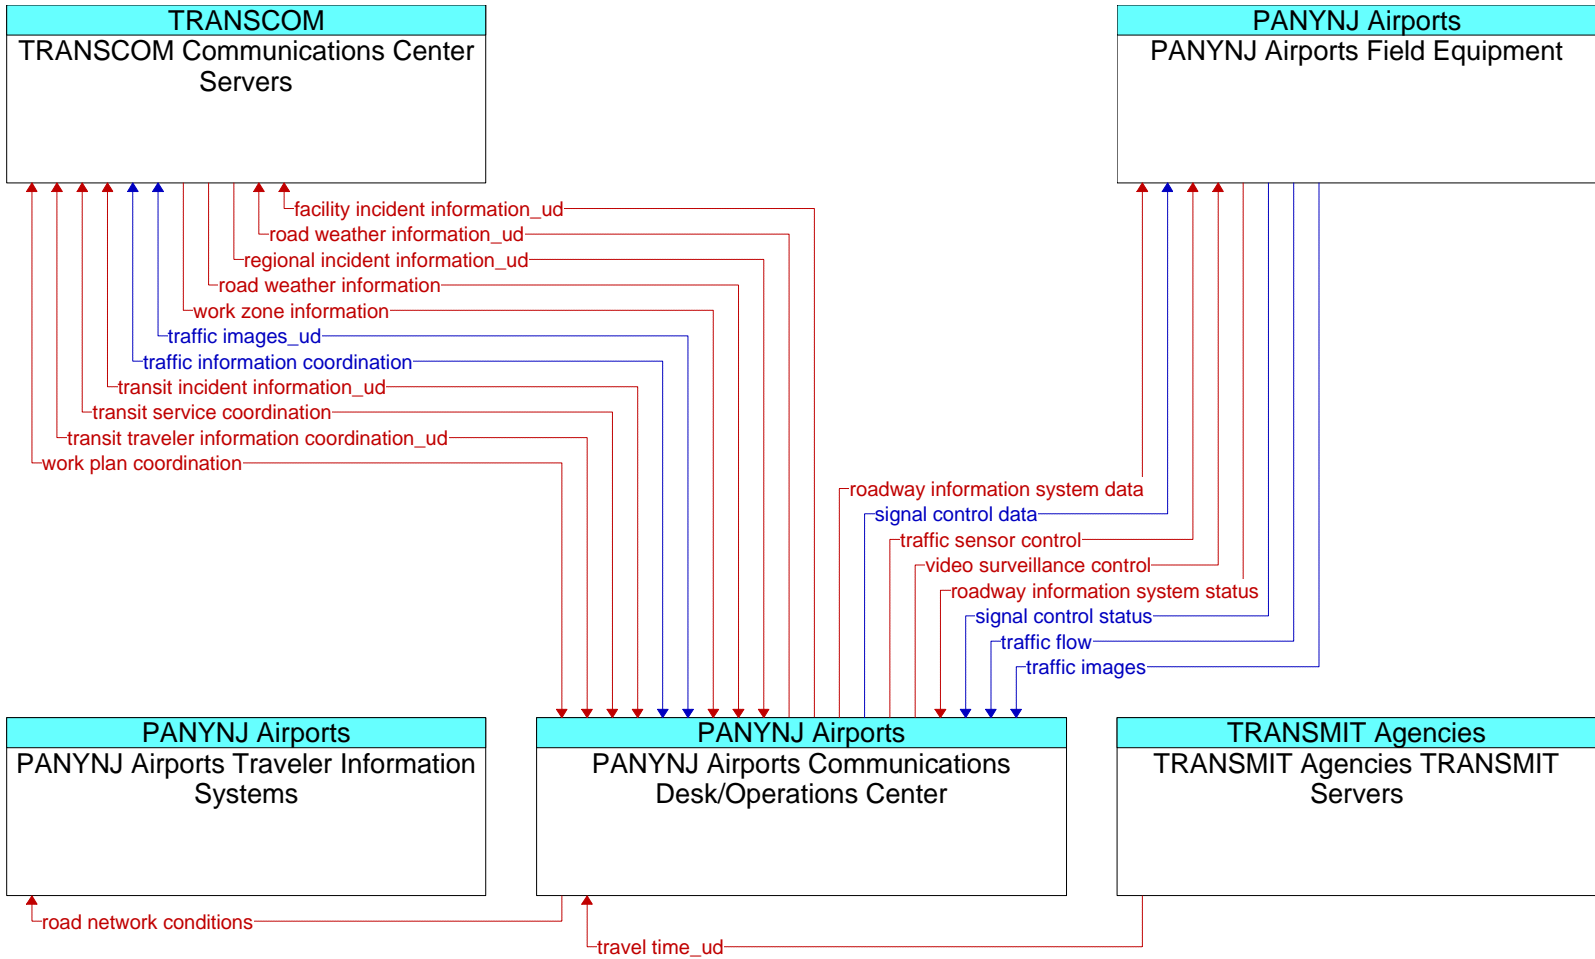 TRANSCOM
TRANSCOM Communications Center
Servers
PANYNJ Airports
PANYNJ Airports Field Equipment
facility incident information_ud
road weather information_ud
regional incident information_ud
road weather information
work zone information
traffic images_ud
traffic information coordination
transit incident information_ud
transit service coordination
transit traveler information coordination_ud
work plan coordination
roadway information system data
signal control data
traffic sensor control
video surveillance control
roadway information system status
signal control status
traffic flow
traffic images
PANYNJ Airports
PANYNJ Airports Traveler Information
Systems
PANYNJ Airports
PANYNJ Airports Communications
Desk/Operations Center
TRANSMIT Agencies
TRANSMIT Agencies TRANSMIT
Servers
road network conditions
travel time_ud